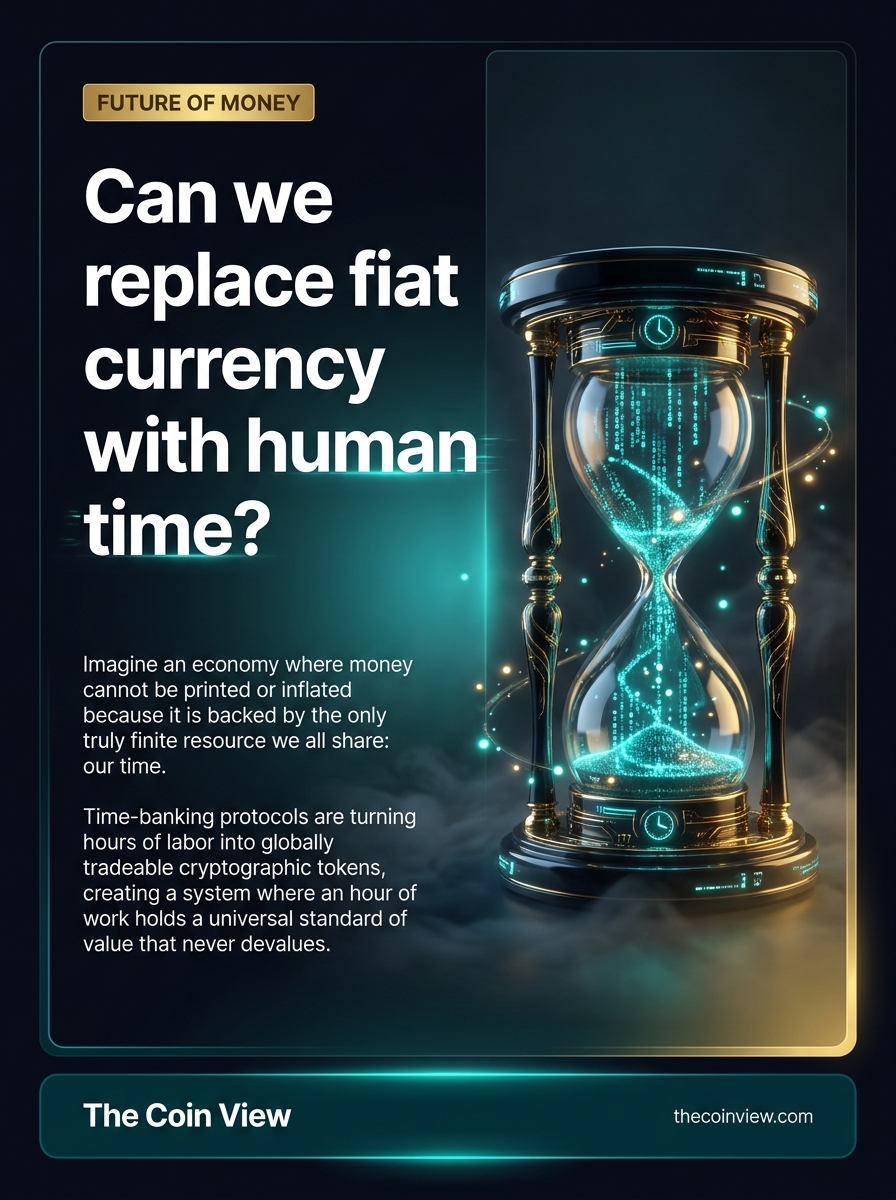 FUTURE OF MONEY
Can we
replace fiat
currency
with human
time?
Imagine an economy where money
cannot be printed or inflated
because it is backed by the only
truly finite resource we all share:
our time.
Time-banking protocols are turning
hours of labor into globally
tradeable cryptographic tokens,
creating a system where an hour of
work holds a universal standard of
value that never devalues.
The Coin View
thecoinview.com